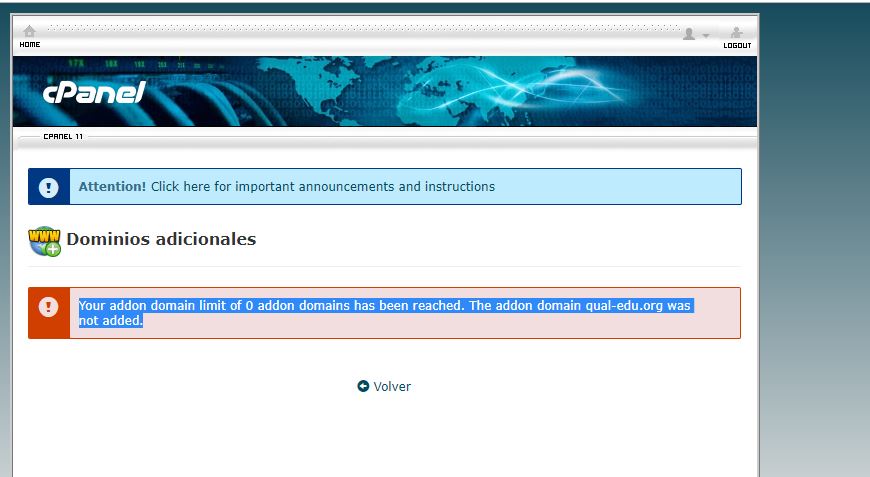 HOME
LOGOUT
cPanel
CPANEL 11
Attention! Click here for important announcements and instructions
WWW
Dominios adicionales
Your addon domain limit of 0 addon domains has been reached. The addon domain qual-edu.org was
not added.
Volver